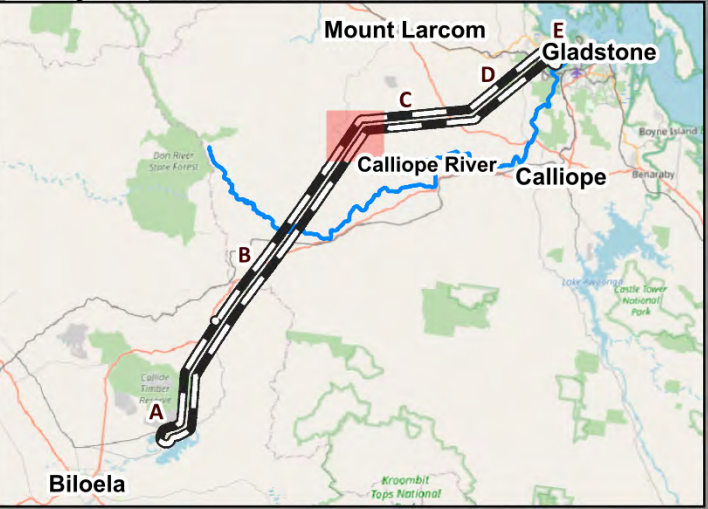 E
Mount Larcom
Gladstone
D
C
Boyne Island
Don River
State Forest
Calliope River
Calliope
Benaraby
B
Lake Awoonga
Castle Tower
National
Park
Callide
Timber
Reserve
A
Biloela
Kroombit
Tops National